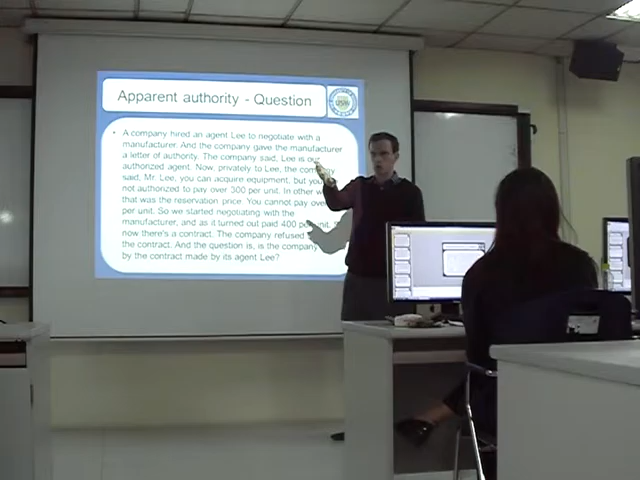 Apparent authority - Question
• A company hired an agent Lee to negotiate with a
manufacturer. And the company gave the manufacturer
a letter of authority. The company said, Lee is our
authorized agent. Now, privately to Lee, the company
said, Mr. Lee, you can acquire equipment, but you
not authorized to pay over 300 per unit. In other w
that was the reservation price. You cannot pay over
per unit. So we started negotiating with the
manufacturer, and as it turned out paid 400 per unit.
now there's a contract. The company refused
the contract. And the question is, is the company
by the contract made by its agent Lee?